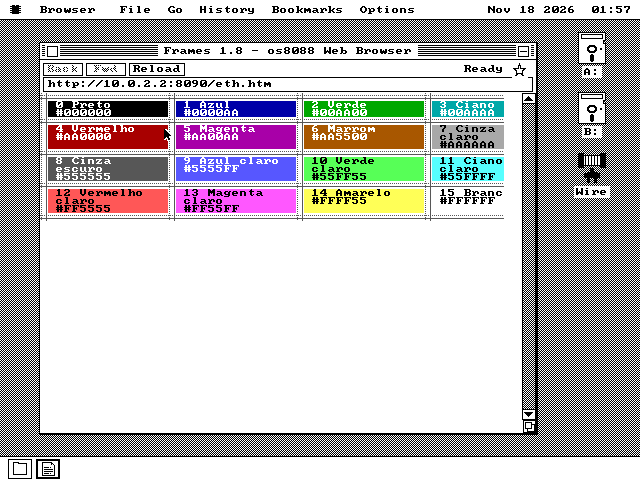 Browser File Go History Bookmarks Options Nov 18 2026 01:57
Frames 1.8 - os8088 Web Browser
Back Fwd Reload Ready
http://10.0.2.2:8090/eth.htm
0 Preto
#000000
1 Azul
#0000AA
2 Verde
#00AA00
3 Ciano
#00AAAA
4 Vermelho
#AA0000
5 Magenta
#AA00AA
6 Marrom
#AA5500
7 Cinza
claro
#AAAAAA
8 Cinza
escuro
#555555
9 Azul claro
#5555FF
10 Verde
claro
#55FF55
11 Ciano
claro
#55FFFF
12 Vermelho
claro
#FF5555
13 Magenta
claro
#FF55FF
14 Amarelo
#FFFF55
15 Branc
#FFFFFF
A:
B:
Wire